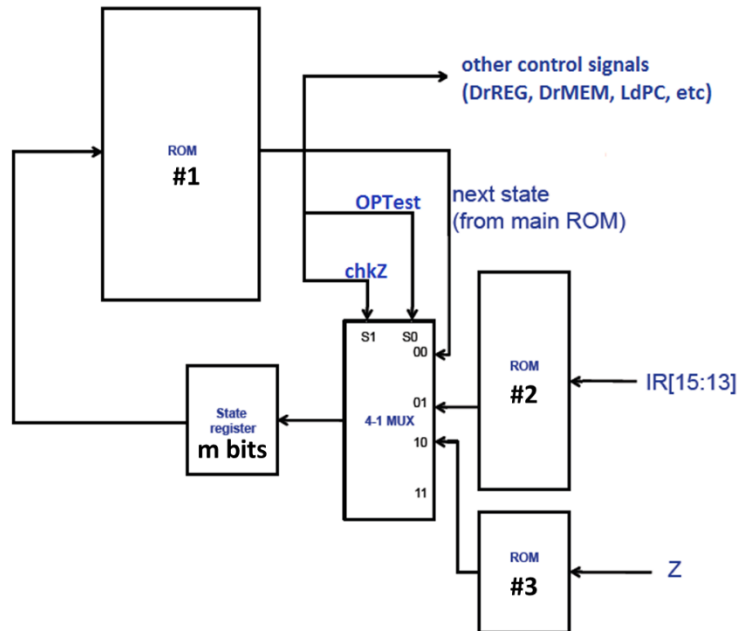 other control signals
(DrREG, DrMEM, LdPC, etc)
ROM
#1
OPTest
next state
(from main ROM)
chkZ
S1 S0
00
ROM
#2
IR[15:13]
01
4-1 MUX
10
11
State
register
m bits
ROM
#3
Z